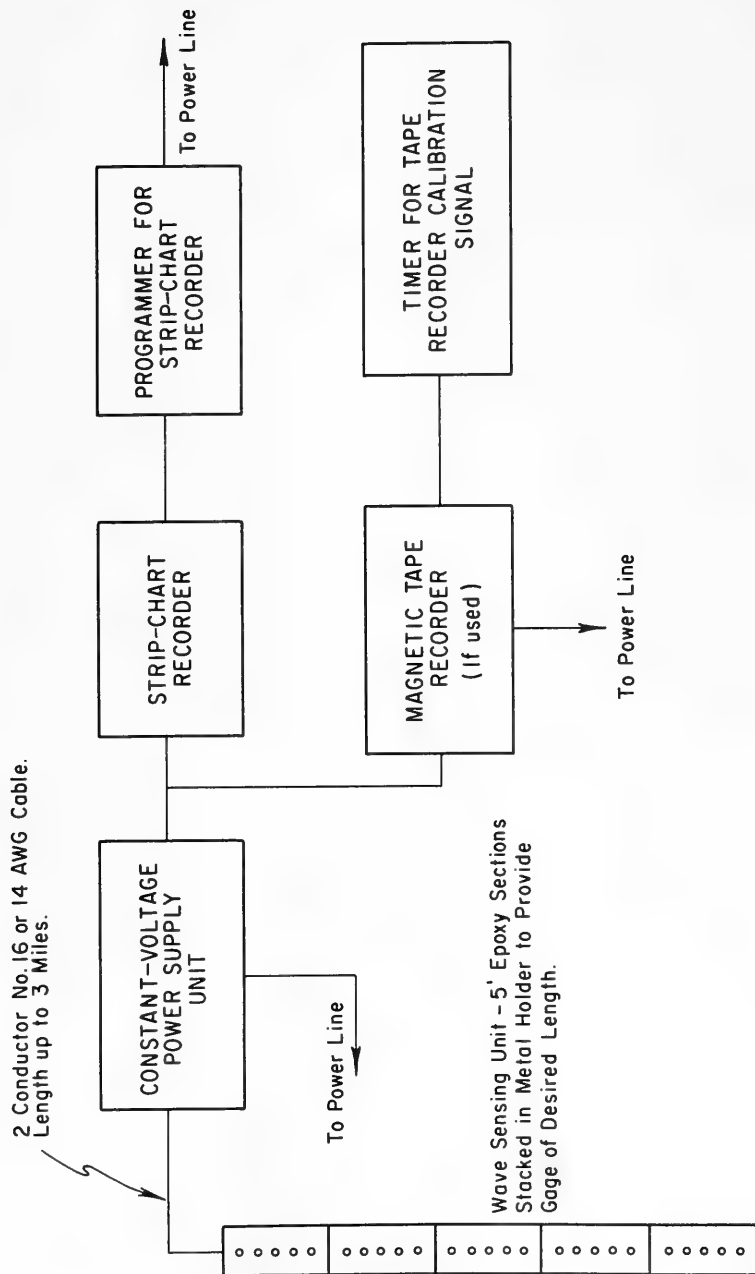 2 Conductor No. 16 or 14 AWG Cable.
Length up to 3 Miles.
CONSTANT-VOLTAGE
POWER SUPPLY
UNIT
To Power Line
STRIP-CHART
RECORDER
PROGRAMMER FOR
STRIP-CHART
RECORDER
To Power Line
MAGNETIC TAPE
RECORDER
(If used)
To Power Line
TIMER FOR TAPE
RECORDER CALIBRATION
SIGNAL
Wave Sensing Unit - 5' Epoxy Sections
Stacked in Metal Holder to Provide
Gage of Desired Length.